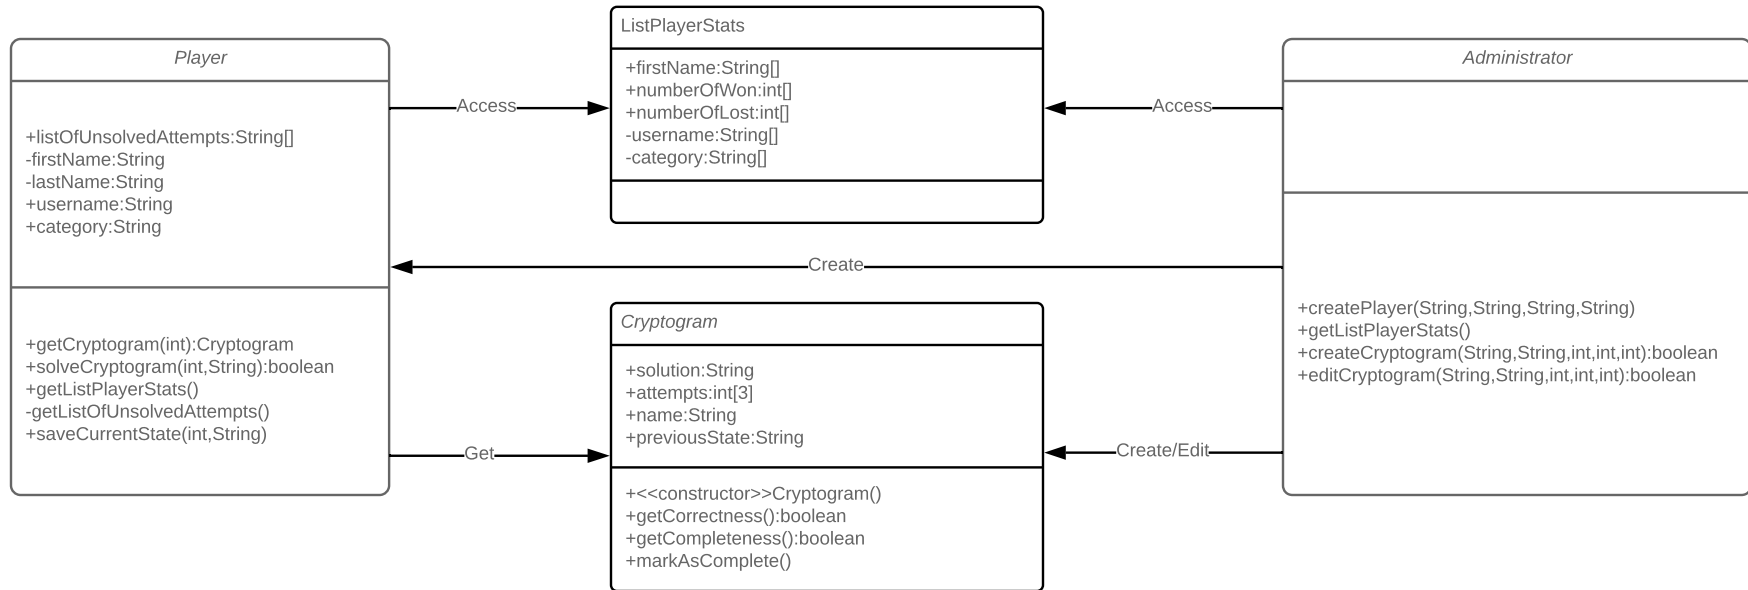 Player
+listOfUnsolvedAttempts:String[]
-firstName:String
-lastName:String
+username:String
+category:String
+getCryptogram(int):Cryptogram
+solveCryptogram(int,String):boolean
+getListPlayerStats()
-getListOfUnsolvedAttempts()
+saveCurrentState(int,String)
Access
ListPlayerStats
+firstName:String[]
+numberOfWon:int[]
+numberOfLost:int[]
-username:String[]
-category:String[]
Access
Create
Get
Cryptogram
+solution:String
+attempts:int[3]
+name:String
+previousState:String
+<<constructor>>Cryptogram()
+getCorrectness():boolean
+getCompleteness():boolean
+markAsComplete()
Create/Edit
Administrator
+createPlayer(String,String,String,String)
+getListPlayerStats()
+createCryptogram(String,String,int,int,int):boolean
+editCryptogram(String,String,int,int,int):boolean